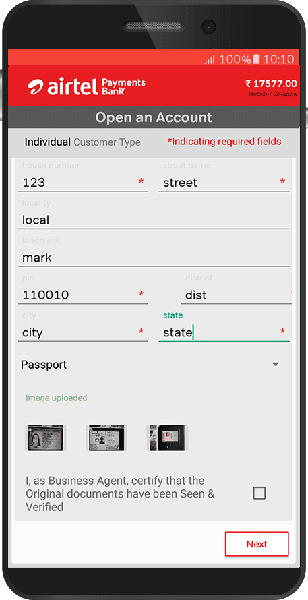 100% 10:10
airtel Payments Bank
₹ 17577.00
Open an Account
Individual Customer Type *Indicating required fields
house number street name
123 * street *
locality
local
landmark
mark
pin district
110010 * dist *
city state
city * state *
Passport
Image uploaded
I, as Business Agent, certify that the
Original documents have been Seen &
Verified
Next